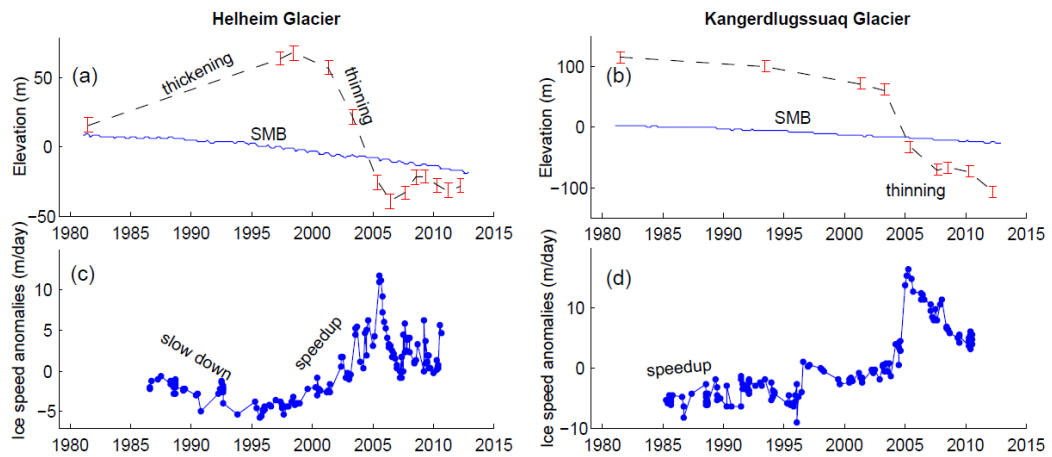 Helheim Glacier
Kangerdlugssuaq Glacier
(a)
thickening
thinning
SMB
Elevation (m)
50
0
−50
1980 1985 1990 1995 2000 2005 2010 2015
(b)
SMB
thinning
Elevation (m)
100
0
−100
1980 1985 1990 1995 2000 2005 2010 2015
(c)
slow down
speedup
Ice speed anomalies (m/day)
10
5
0
−5
1980 1985 1990 1995 2000 2005 2010 2015
(d)
speedup
Ice speed anomalies (m/day)
10
0
−10
1980 1985 1990 1995 2000 2005 2010 2015